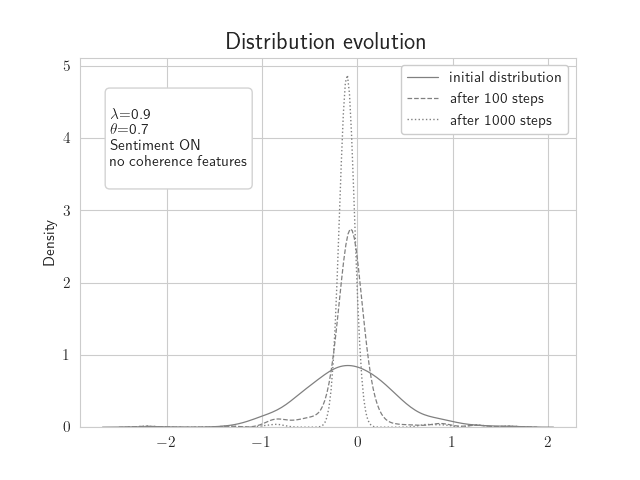 Distribution evolution
5
4
3
2
1
0
Density
λ=0.9
θ=0.7
Sentiment ON
no coherence features
initial distribution
after 100 steps
after 1000 steps
−2
−1
0
1
2